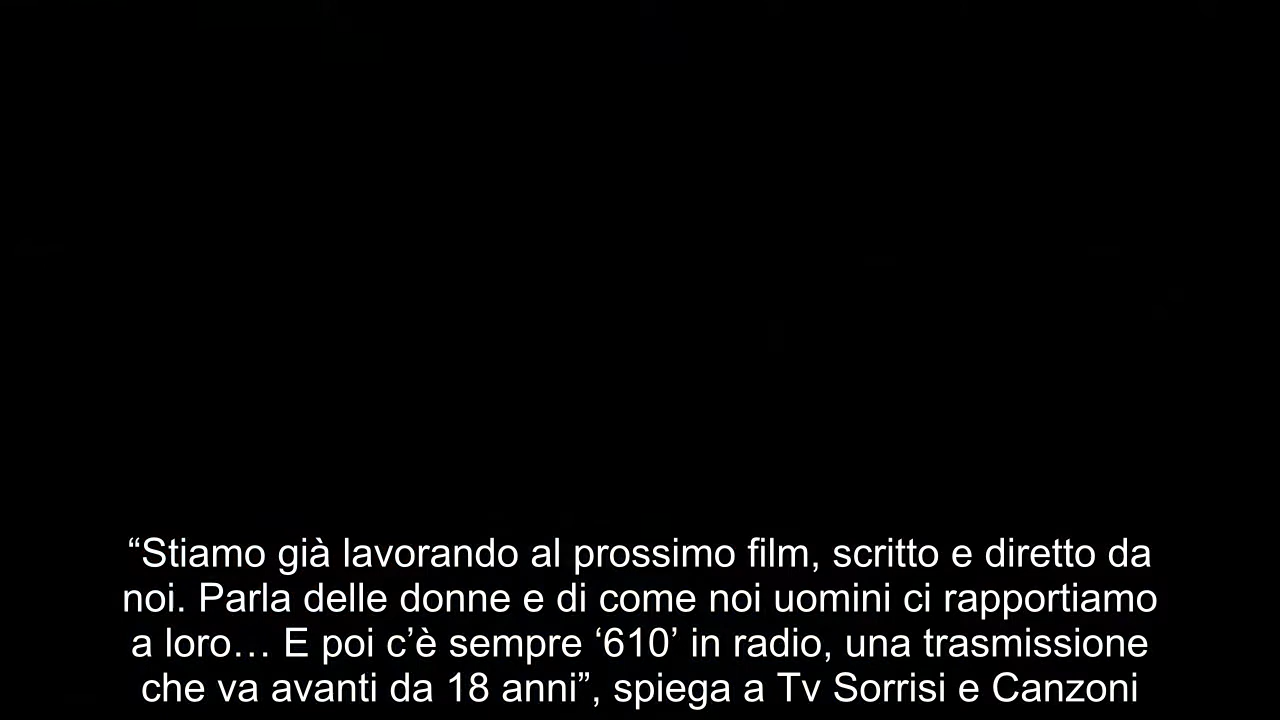 “Stiamo già lavorando al prossimo film, scritto e diretto da
noi. Parla delle donne e di come noi uomini ci rapportiamo
a loro… E poi c’è sempre ‘610’ in radio, una trasmissione
che va avanti da 18 anni”, spiega a Tv Sorrisi e Canzoni